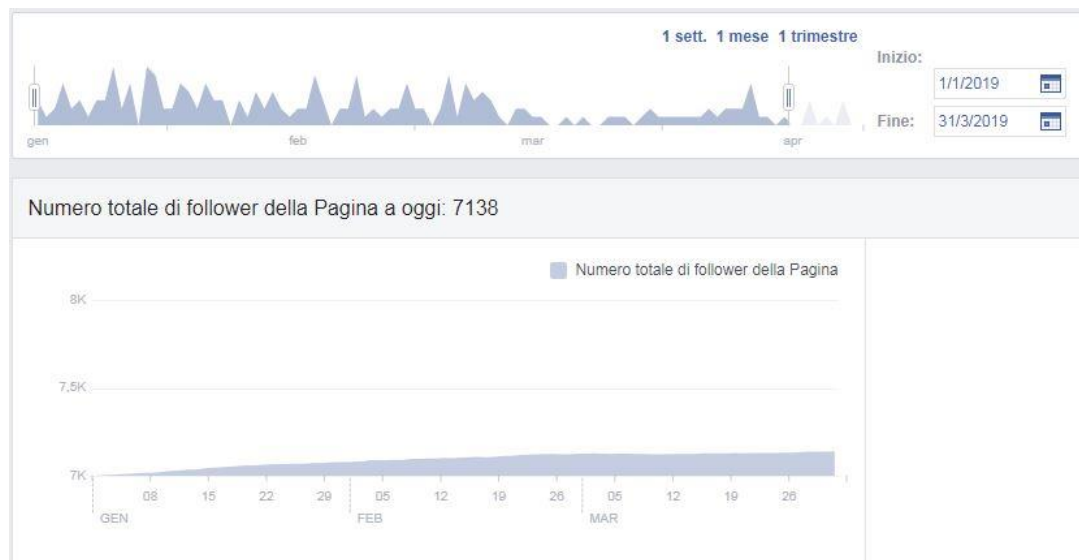 1 sett. 1 mese 1 trimestre
Inizio:
1/1/2019
Fine: 31/3/2019
gen feb mar apr
Numero totale di follower della Pagina a oggi: 7138
Numero totale di follower della Pagina
8K
7,5K
7K
08 15 22 29 05 12 19 26 05 12 19 26
GEN FEB MAR